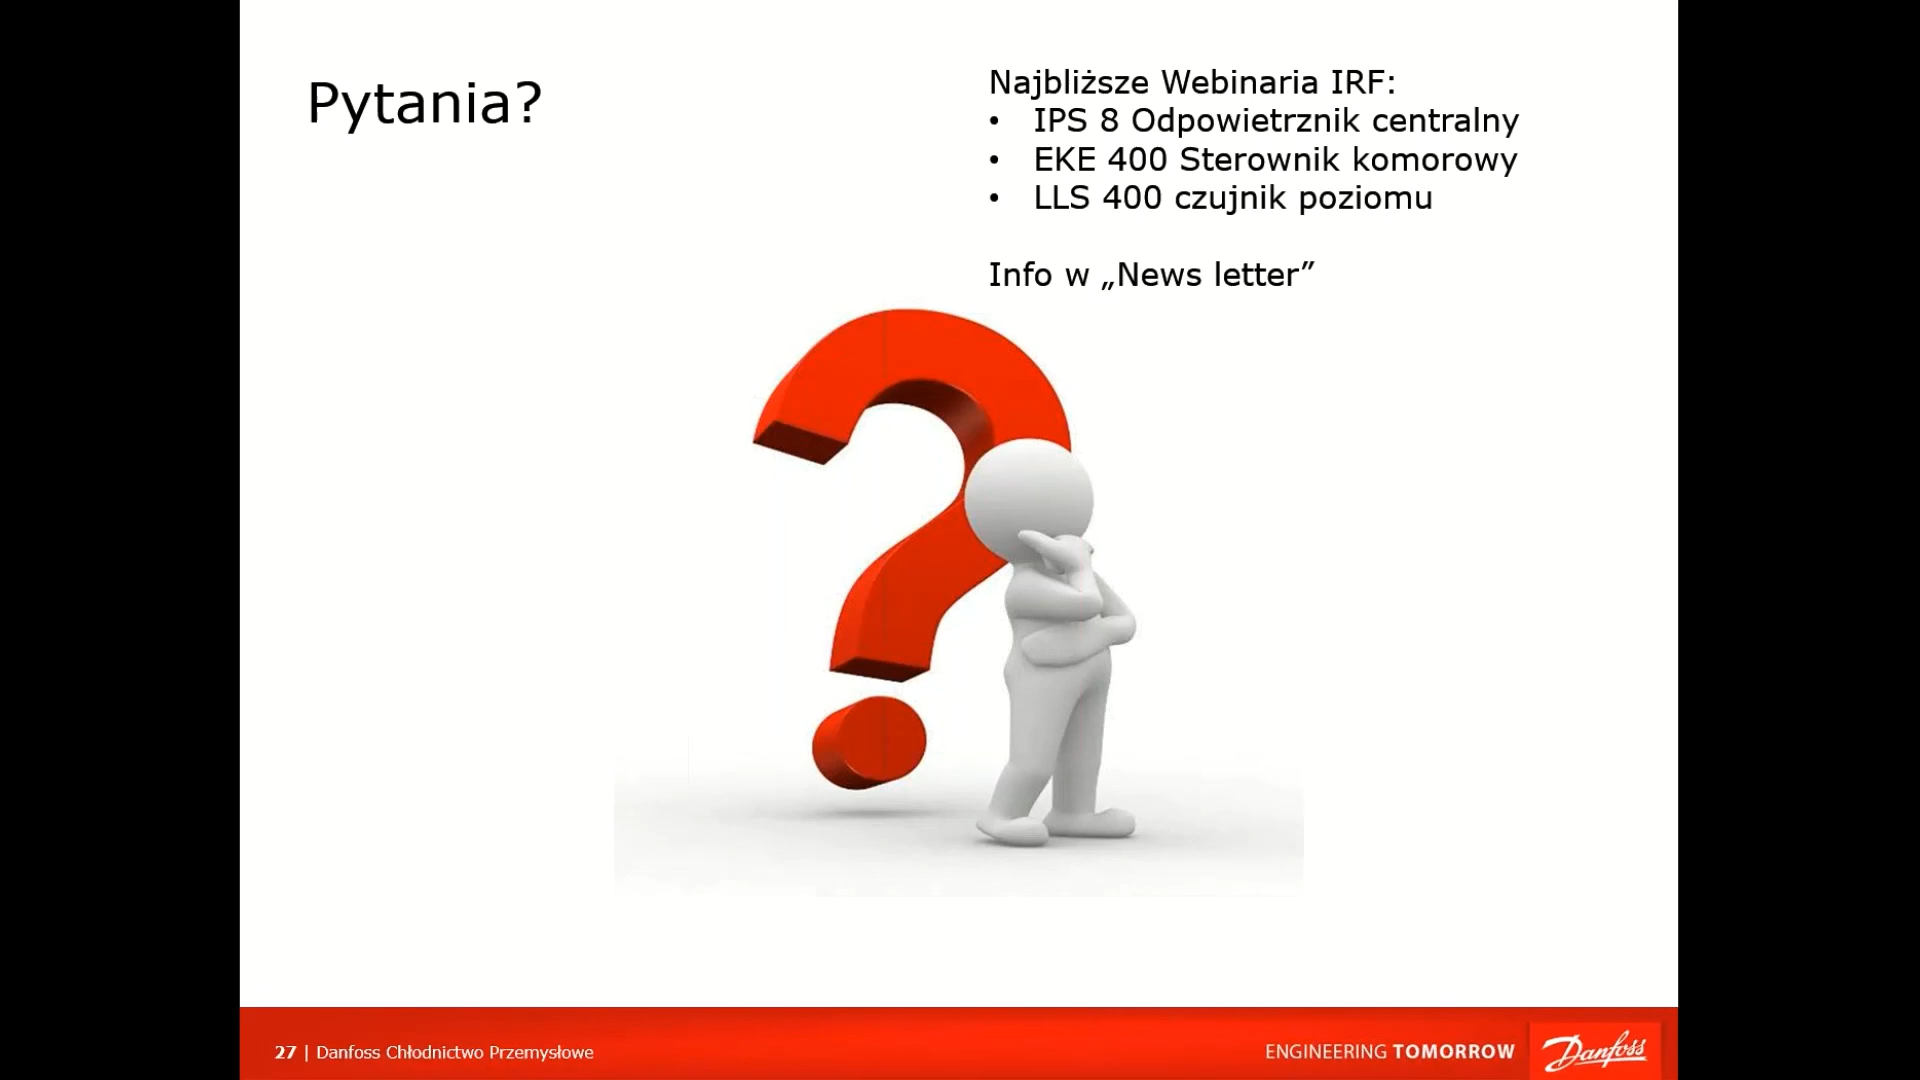 Pytania?
Najbliższe Webinaria IRF:
• IPS 8 Odpowietrznik centralny
• EKE 400 Sterownik komorowy
• LLS 400 czujnik poziomu
Info w „News letter”
27 | Danfoss Chłodnictwo Przemysłowe
ENGINEERING TOMORROW
Danfoss